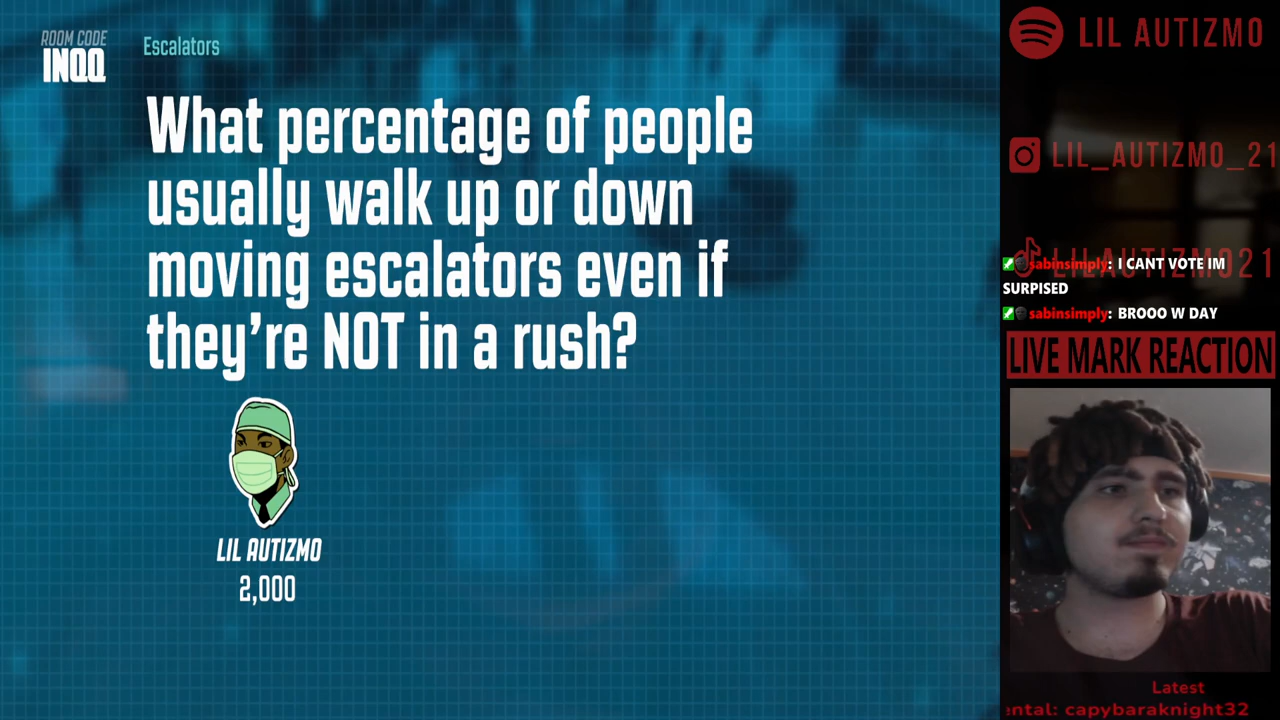 ROOM CODE
INQQ
Escalators
What percentage of people
usually walk up or down
moving escalators even if
they're NOT in a rush?
LIL AUTIZMO
2,000
LIL AUTIZMO
LIL_AUTIZMO_21
LILAUTIZMO21
sabinsimply: I CANT VOTE IM
SURPISED
sabinsimply: BROOO W DAY
LIVE MARK REACTION
Latest
ental: capybaraknight32